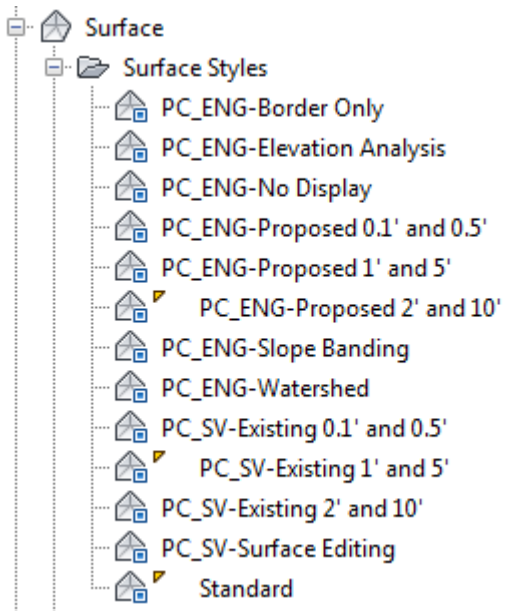 Surface
Surface Styles
PC_ENG-Border Only
PC_ENG-Elevation Analysis
PC_ENG-No Display
PC_ENG-Proposed 0.1' and 0.5'
PC_ENG-Proposed 1' and 5'
PC_ENG-Proposed 2' and 10'
PC_ENG-Slope Banding
PC_ENG-Watershed
PC_SV-Existing 0.1' and 0.5'
PC_SV-Existing 1' and 5'
PC_SV-Existing 2' and 10'
PC_SV-Surface Editing
Standard